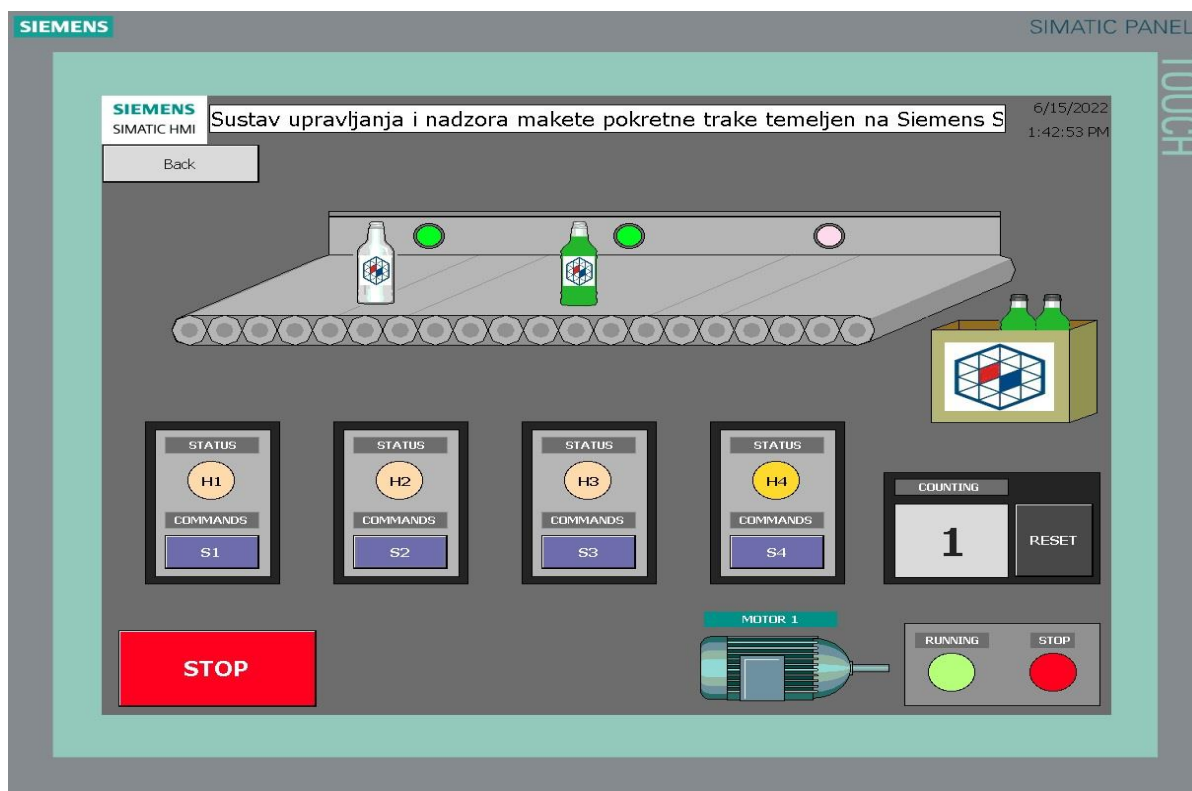 SIEMENS
SIMATIC PANEL
TOUCH
SIEMENS
SIMATIC HMI
Sustav upravljanja i nadzora makete pokretne trake temeljen na Siemens S
6/15/2022
1:42:53 PM
Back
STATUS
H1
COMMANDS
S1
STATUS
H2
COMMANDS
S2
STATUS
H3
COMMANDS
S3
STATUS
H4
COMMANDS
S4
COUNTING
1
RESET
STOP
MOTOR 1
RUNNING
STOP